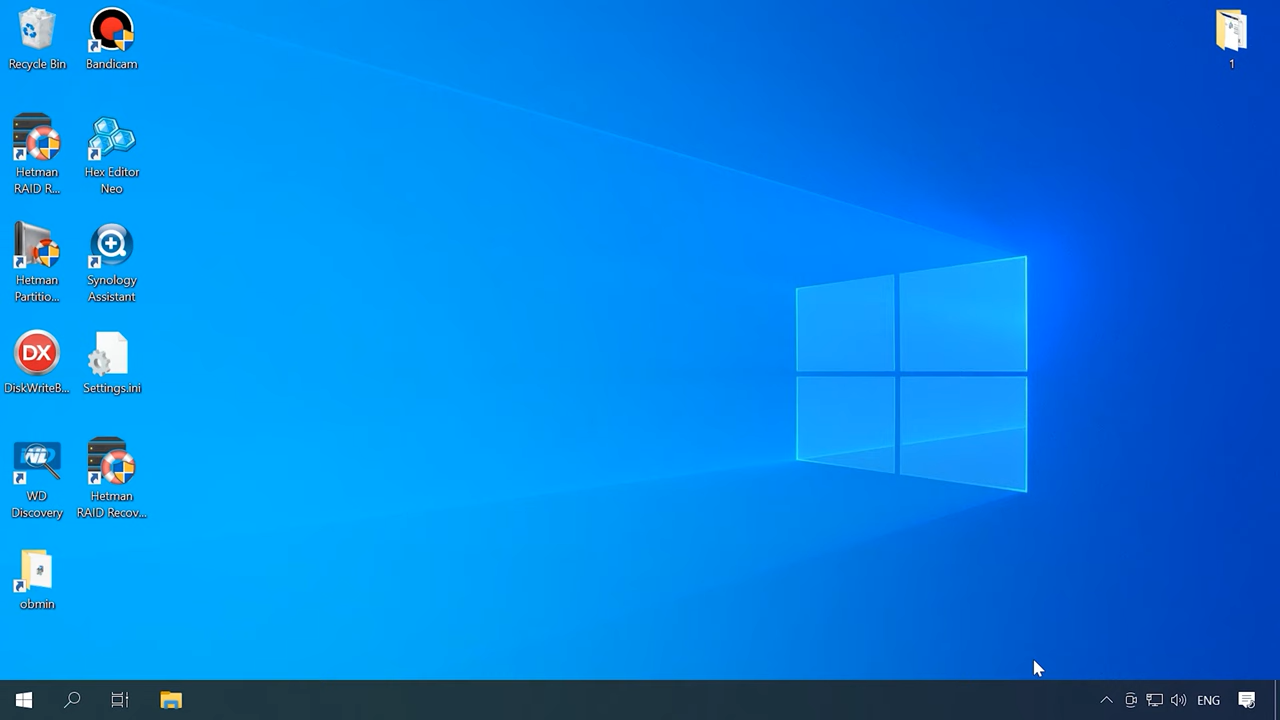 Recycle Bin
Bandicam
1
Hetman
RAID R...
Hex Editor
Neo
Hetman
Partitio...
Synology
Assistant
DX
DiskWriteB...
Settings.ini
WD
Discovery
Hetman
RAID Recov...
obmin
ENG